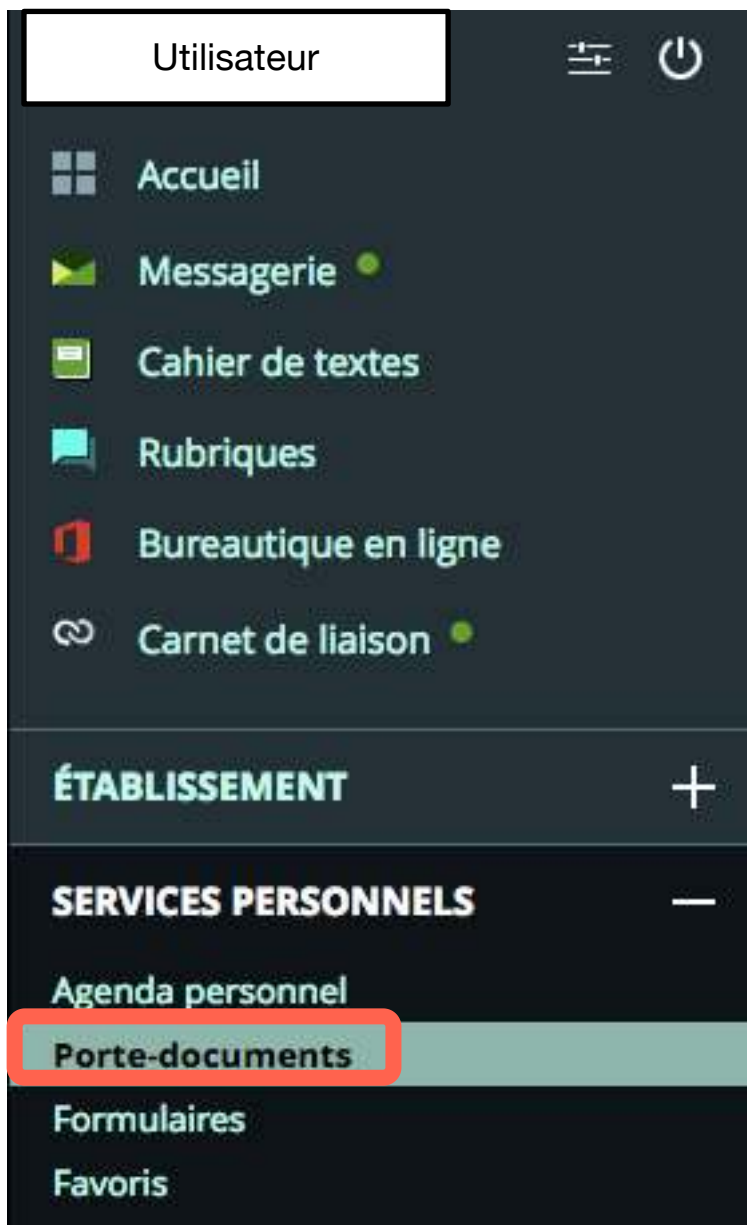 Utilisateur
Accueil
Messagerie
Cahier de textes
Rubriques
Bureautique en ligne
Carnet de liaison
ÉTABLISSEMENT
SERVICES PERSONNELS
Agenda personnel
Porte-documents
Formulaires
Favoris